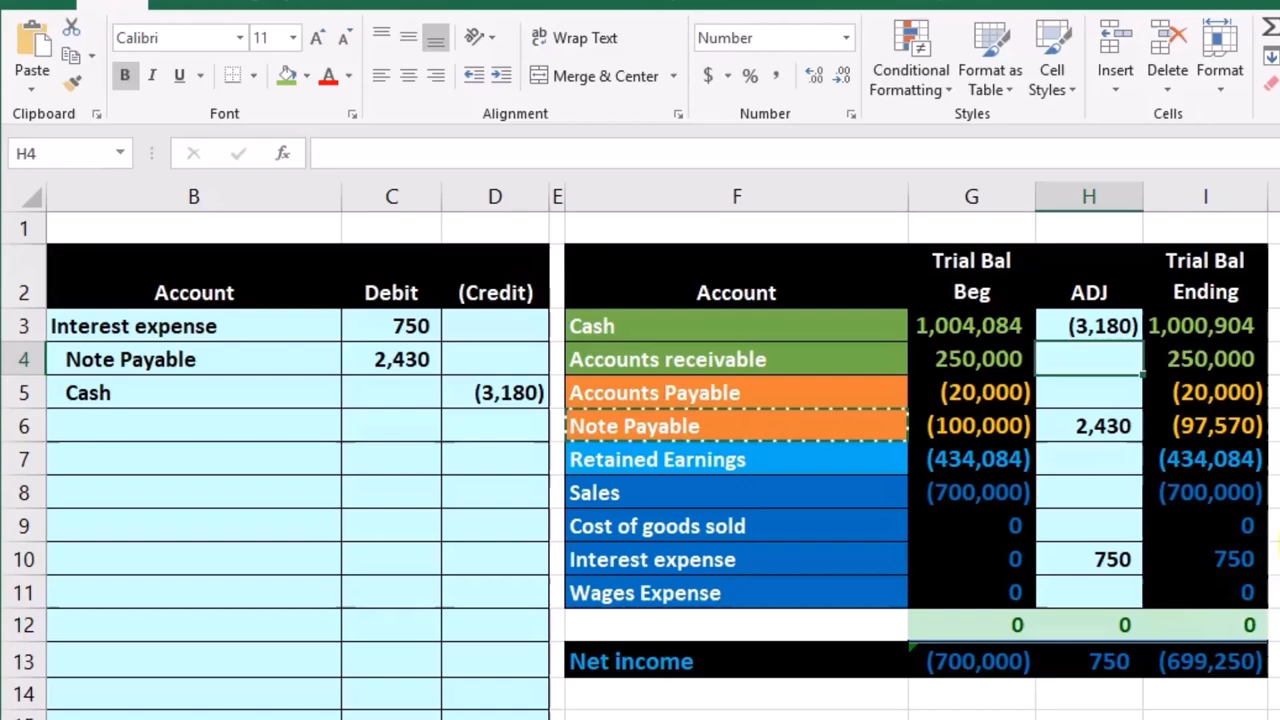 Calibri 11 Wrap Text Number
Paste B I U Merge & Center $ % Conditional Formatting Format as Table Cell Styles Insert Delete Format
Clipboard Font Alignment Number Styles Cells
H4 fx
B C D E F G H I
1
2 Account Debit (Credit) Account Trial Bal Beg ADJ Trial Bal Ending
3 Interest expense 750 Cash 1,004,084 (3,180) 1,000,904
4 Note Payable 2,430 Accounts receivable 250,000 250,000
5 Cash (3,180) Accounts Payable (20,000) (20,000)
6 Note Payable (100,000) 2,430 (97,570)
7 Retained Earnings (434,084) (434,084)
8 Sales (700,000) (700,000)
9 Cost of goods sold 0 0
10 Interest expense 0 750 750
11 Wages Expense 0 0
12 0 0 0
13 Net income (700,000) 750 (699,250)
14